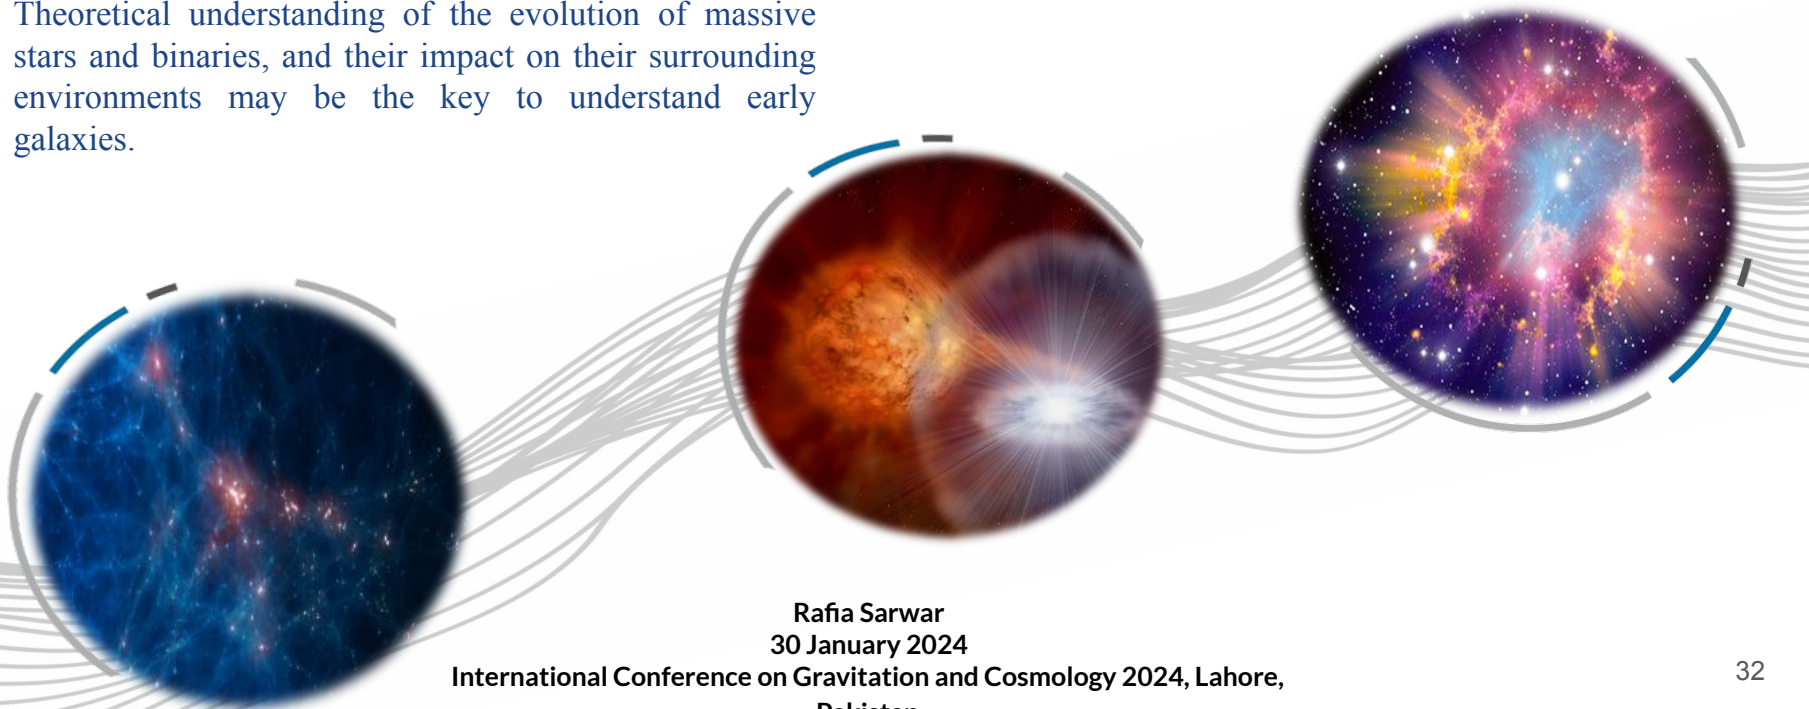 Theoretical understanding of the evolution of massive
stars and binaries, and their impact on their surrounding
environments may be the key to understand early
galaxies.
Rafia Sarwar
30 January 2024
International Conference on Gravitation and Cosmology 2024, Lahore,
Pakistan
32